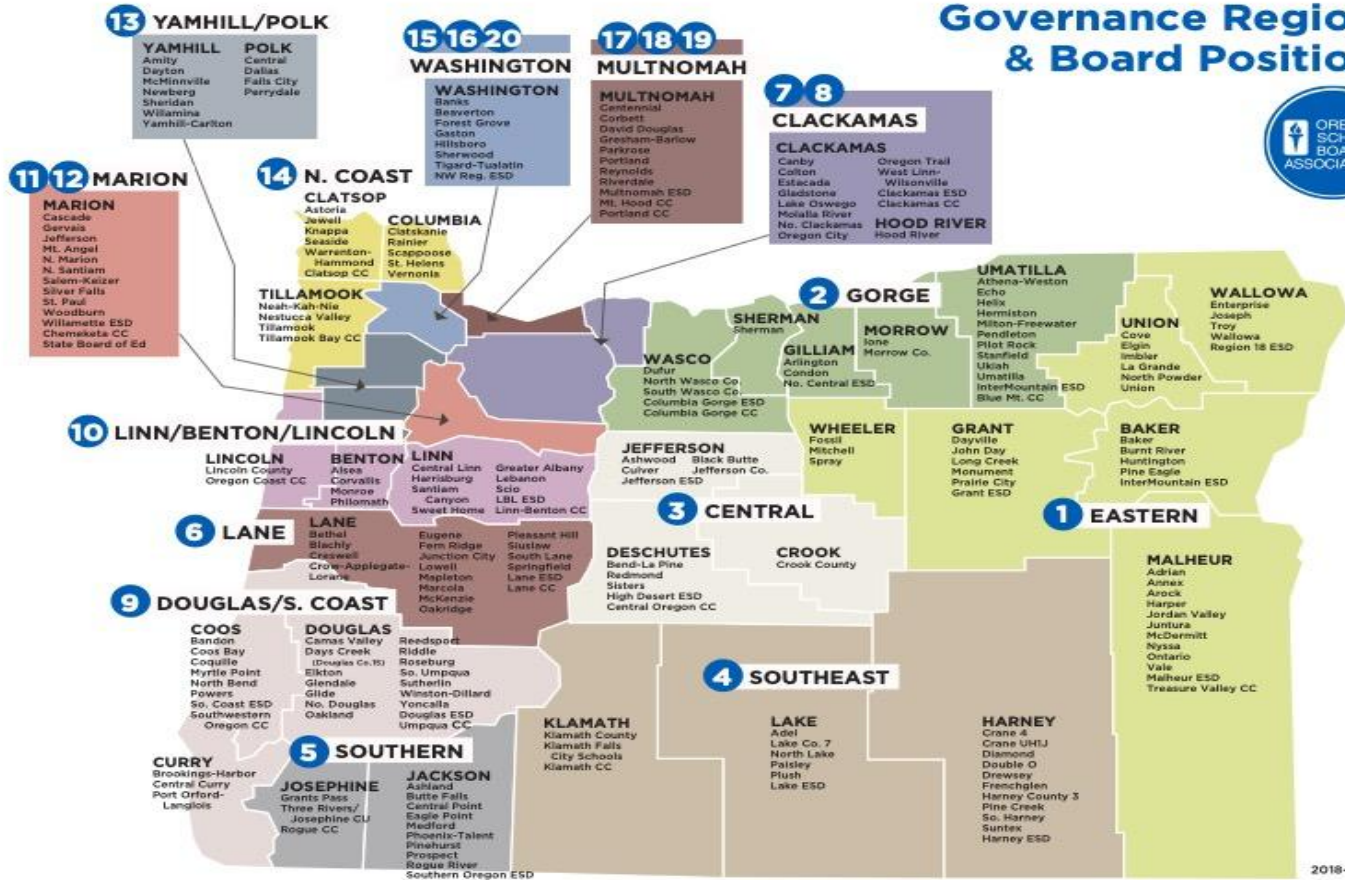 Governance Regio
& Board Positio
ORE
SCH
BOA
ASSOCIA
13 YAMHILL/POLK
YAMHILL
Amity
Dayton
McMinnville
Newberg
Sheridan
Willamina
Yamhill-Carlton
POLK
Central
Dallas
Falls City
Perrydale
15 16 20
WASHINGTON
WASHINGTON
Banks
Beaverton
Forest Grove
Gaston
Hillsboro
Sherwood
Tigard-Tualatin
NW Reg. ESD
17 18 19
MULTNOMAH
MULTNOMAH
Centennial
Corbett
David Douglas
Gresham-Barlow
Parkrose
Portland
Reynolds
Riverdale
Multnomah ESD
Mt. Hood CC
Portland CC
7 8
CLACKAMAS
CLACKAMAS
Canby
Colton
Estacada
Gladstone
Lake Oswego
Molalla River
No. Clackamas
Oregon City
Oregon Trail
West Linn-
Wilsonville
Clackamas ESD
Clackamas CC
HOOD RIVER
Hood River
11 12 MARION
MARION
Cascade
Gervais
Jefferson
Mt. Angel
N. Marion
N. Santiam
Salem-Keizer
Silver Falls
St. Paul
Woodburn
Willamette ESD
Chemeketa CC
State Board of Ed
14 N. COAST
CLATSOP
Astoria
Jewell
Knappa
Seaside
Warrenton-
Hammond
Clatsop CC
COLUMBIA
Clatskanie
Rainier
Scappoose
St. Helens
Vernonia
TILLAMOOK
Neah-Kah-Nie
Nestucca Valley
Tillamook
Tillamook Bay CC
2 GORGE
WASCO
Dufur
North Wasco Co.
South Wasco Co.
Columbia Gorge ESD
Columbia Gorge CC
SHERMAN
Sherman
GILLIAM
Arlington
Condon
No. Central ESD
MORROW
Ione
Morrow Co.
UMATILLA
Athena-Weston
Echo
Helix
Hermiston
Milton-Freewater
Pendleton
Pilot Rock
Stanfield
Ukiah
Umatilla
InterMountain ESD
Blue Mt. CC
UNION
Cove
Elgin
Imbler
La Grande
North Powder
Union
WALLOWA
Enterprise
Joseph
Troy
Wallowa
Region 18 ESD
10 LINN/BENTON/LINCOLN
LINCOLN
Lincoln County
Oregon Coast CC
BENTON
Alsea
Corvallis
Monroe
Philomath
LINN
Central Linn
Harrisburg
Santiam
Canyon
Sweet Home
Greater Albany
Lebanon
Scio
LBL ESD
Linn-Benton CC
JEFFERSON
Ashwood
Culver
Jefferson ESD
Black Butte
Jefferson Co.
WHEELER
Fossil
Mitchell
Spray
GRANT
Dayville
John Day
Long Creek
Monument
Prairie City
Grant ESD
BAKER
Baker
Burnt River
Huntington
Pine Eagle
InterMountain ESD
1 EASTERN
3 CENTRAL
DESCHUTES
Bend-La Pine
Redmond
Sisters
High Desert ESD
Central Oregon CC
CROOK
Crook County
MALHEUR
Adrian
Annex
Arock
Harper
Jordan Valley
Juntura
McDermitt
Nyssa
Ontario
Vale
Malheur ESD
Treasure Valley CC
6 LANE
LANE
Bethel
Blachly
Creswell
Crow-Applegate-
Lorane
Eugene
Fern Ridge
Junction City
Lowell
Mapleton
Marcola
McKenzie
Oakridge
Pleasant Hill
Siuslaw
South Lane
Springfield
Lane ESD
Lane CC
9 DOUGLAS/S. COAST
COOS
Bandon
Coos Bay
Coquille
Myrtle Point
North Bend
Powers
So. Coast ESD
Southwestern
Oregon CC
DOUGLAS
Camas Valley
Days Creek
(Douglas Co.15)
Elkton
Glendale
Glide
No. Douglas
Oakland
Reedsport
Riddle
Roseburg
So. Umpqua
Sutherlin
Winston-Dillard
Yoncalla
Douglas ESD
Umpqua CC
CURRY
Brookings-Harbor
Central Curry
Port Orford-
Langlois
5 SOUTHERN
JOSEPHINE
Grants Pass
Three Rivers/
Josephine CU
Rogue CC
JACKSON
Ashland
Butte Falls
Central Point
Eagle Point
Medford
Phoenix-Talent
Pinehurst
Prospect
Rogue River
Southern Oregon ESD
4 SOUTHEAST
KLAMATH
Klamath County
Klamath Falls
City Schools
Klamath CC
LAKE
Adel
Lake Co. 7
North Lake
Paisley
Plush
Lake ESD
HARNEY
Crane 4
Crane UH1J
Diamond
Double O
Drewsey
Frenchglen
Harney County 3
Pine Creek
So. Harney
Suntex
Harney ESD
2018-